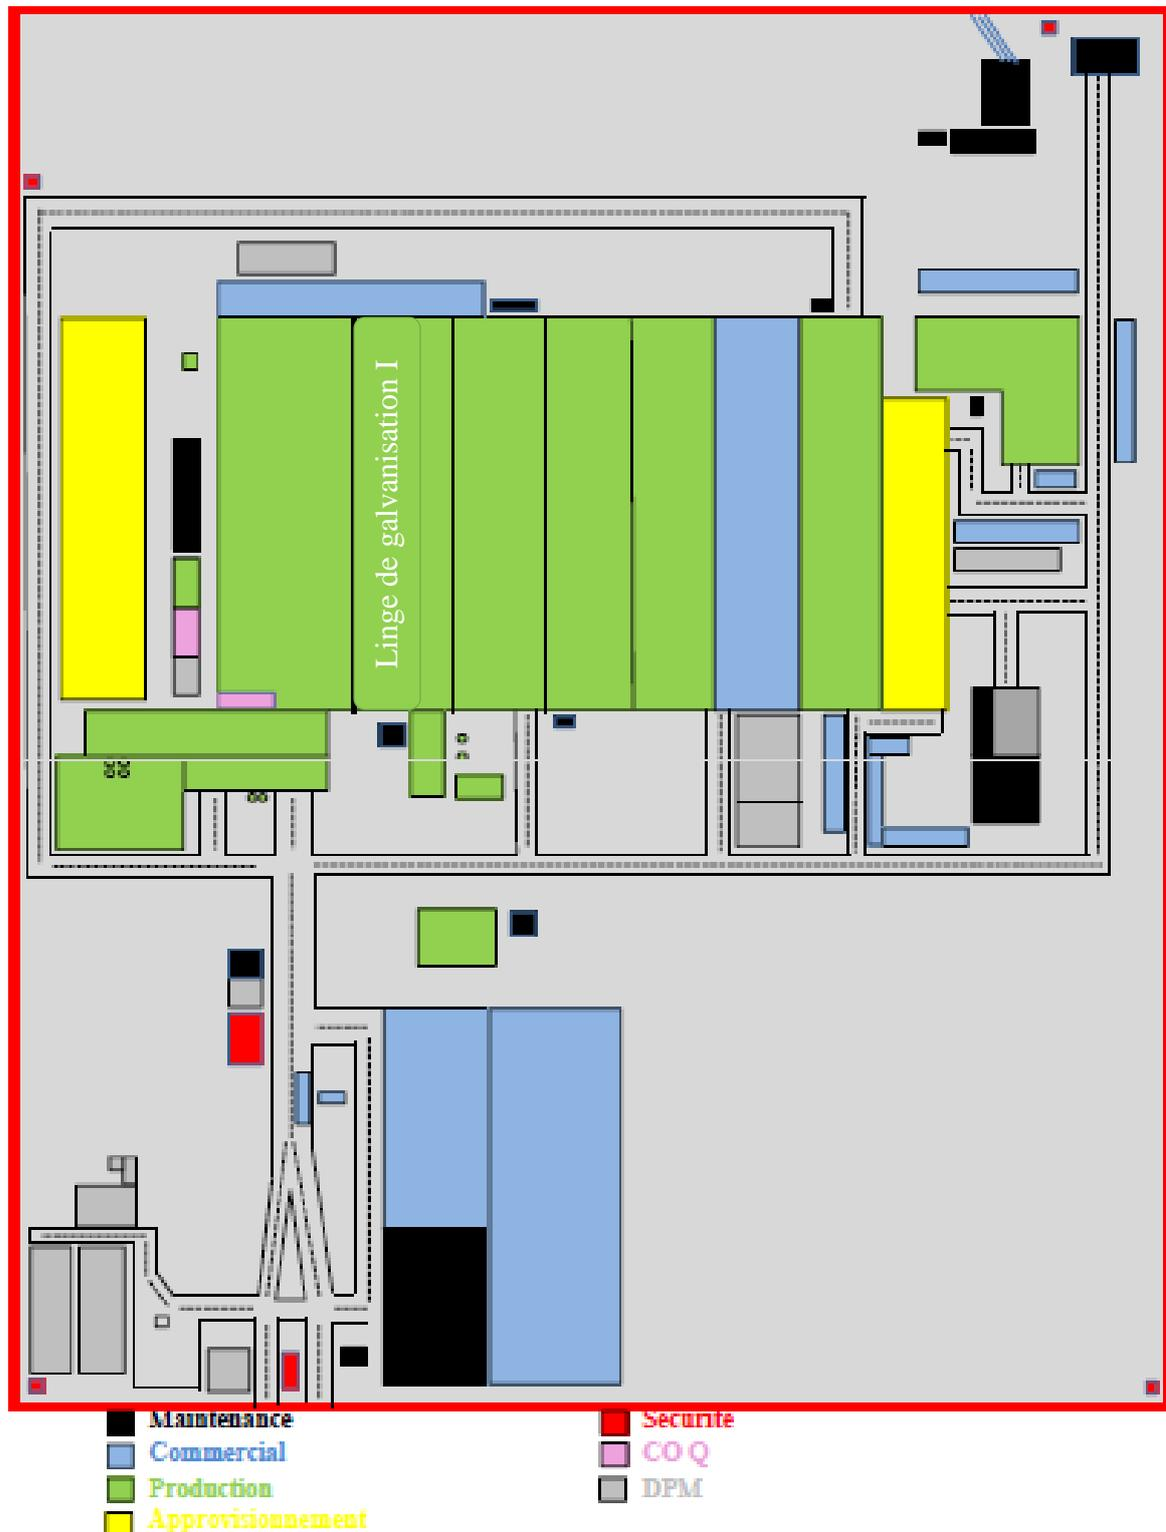 Linge de galvanisation I
Maintenance
Sécurité
Commercial
CO Q
Production
DPM
Approvisionnement